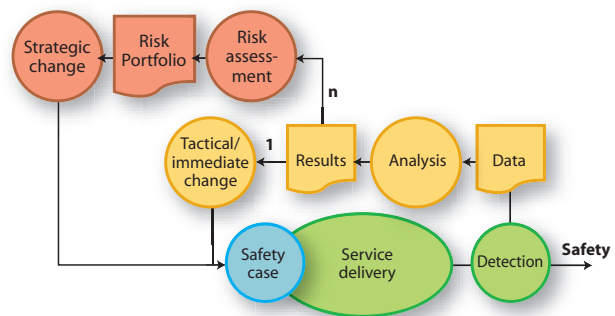 Strategic
change
Risk
Portfolio
Risk
assess-
ment
n
Tactical/
immediate
change
1
Results
Analysis
Data
Safety
case
Service
delivery
Detection
Safety